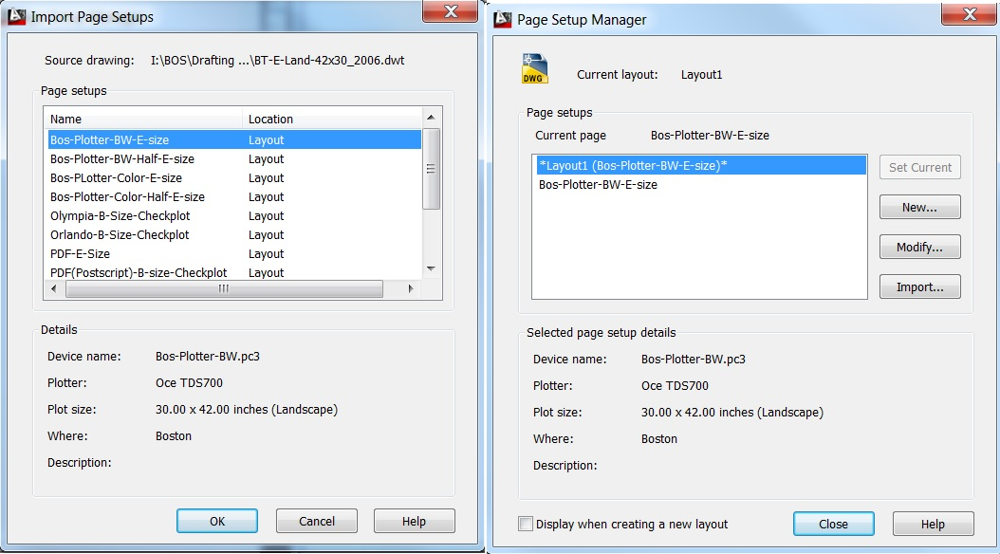 Import Page Setups
Source drawing: I:\BOS\Drafting ...\BT-E-Land-42x30_2006.dwt
Page setups
Name Location
Bos-Plotter-BW-E-size Layout
Bos-Plotter-BW-Half-E-size Layout
Bos-PLotter-Color-E-size Layout
Bos-Plotter-Color-Half-E-size Layout
Olympia-B-Size-Checkplot Layout
Orlando-B-Size-Checkplot Layout
PDF-E-Size Layout
PDF(Postscript)-B-size-Checkplot Layout
Details
Device name: Bos-Plotter-BW.pc3
Plotter: Oce TDS700
Plot size: 30.00 x 42.00 inches (Landscape)
Where: Boston
Description:
OK Cancel Help
Page Setup Manager
DWG
Current layout: Layout1
Page setups
Current page Bos-Plotter-BW-E-size
*Layout1 (Bos-Plotter-BW-E-size)*
Bos-Plotter-BW-E-size
Set Current
New...
Modify...
Import...
Selected page setup details
Device name: Bos-Plotter-BW.pc3
Plotter: Oce TDS700
Plot size: 30.00 x 42.00 inches (Landscape)
Where: Boston
Description:
Display when creating a new layout
Close Help